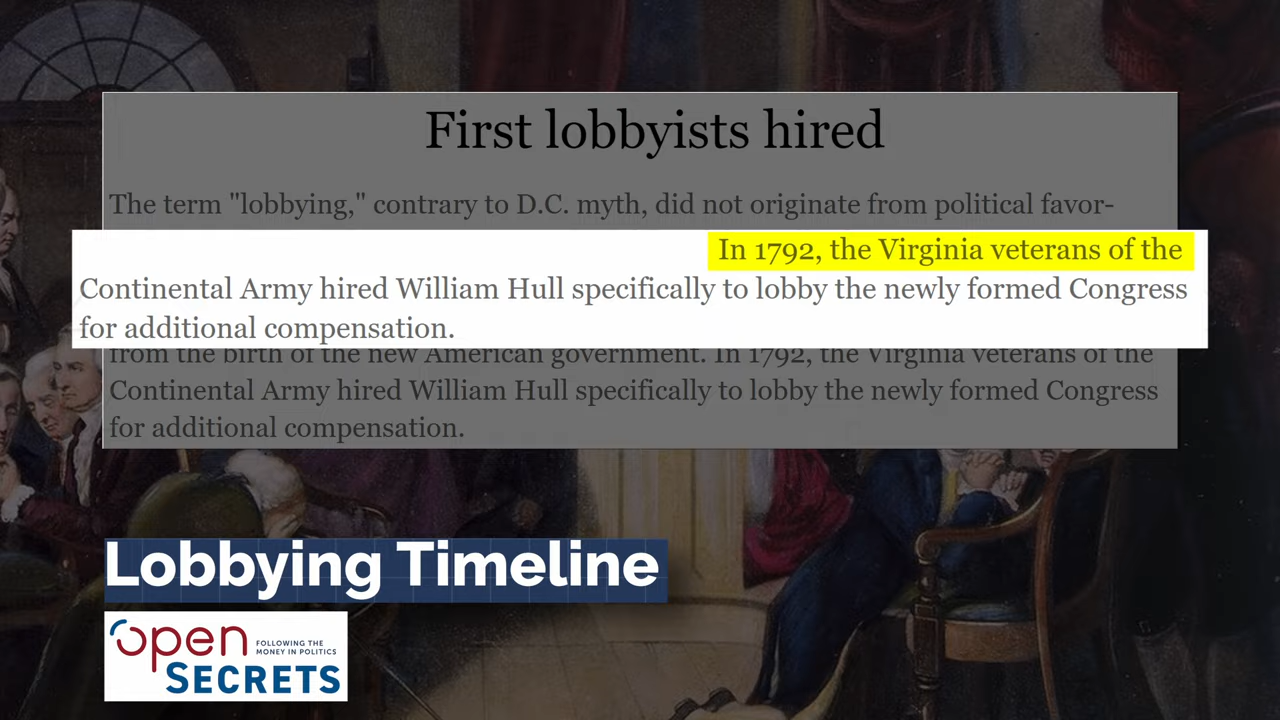 First lobbyists hired
The term "lobbying," contrary to D.C. myth, did not originate from political favor-
In 1792, the Virginia veterans of the
Continental Army hired William Hull specifically to lobby the newly formed Congress
for additional compensation.
from the birth of the new American government. In 1792, the Virginia veterans of the
Continental Army hired William Hull specifically to lobby the newly formed Congress
for additional compensation.
Lobbying Timeline
open
FOLLOWING THE
MONEY IN POLITICS
SECRETS